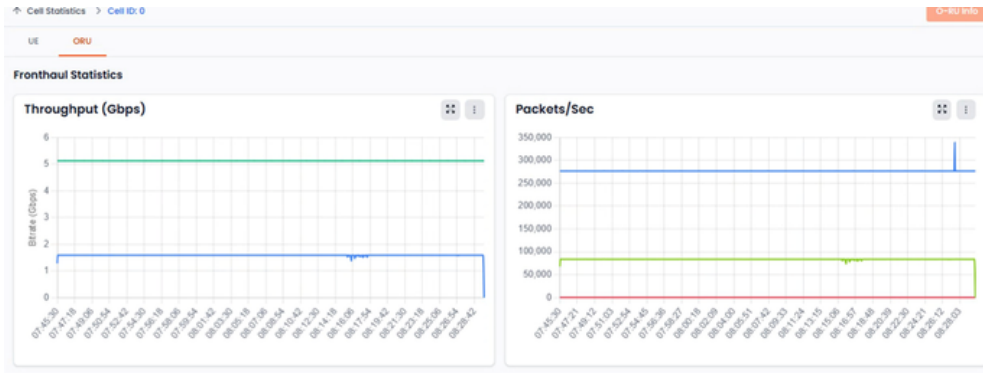 Cell Statistics > Cell ID: 0
O-RU Info
UE ORU
Fronthaul Statistics
Throughput (Gbps)
6
5
4
3
2
1
0
Bitrate (Gbps)
07:45:30 07:47:18 07:49:06 07:50:54 07:52:42 07:54:30 07:56:18 07:58:06 07:59:54 08:01:42 08:03:30 08:05:18 08:07:06 08:08:54 08:10:42 08:12:30 08:14:18 08:16:06 08:17:54 08:19:42 08:21:30 08:23:18 08:25:06 08:26:54 08:28:42
Packets/Sec
350,000
300,000
250,000
200,000
150,000
100,000
50,000
0
07:45:30 07:47:21 07:49:12 07:51:03 07:52:54 07:54:45 07:56:36 07:58:27 08:00:18 08:02:09 08:04:00 08:05:51 08:07:42 08:09:33 08:11:24 08:13:15 08:15:06 08:16:57 08:18:48 08:20:39 08:22:30 08:24:21 08:26:12 08:28:03